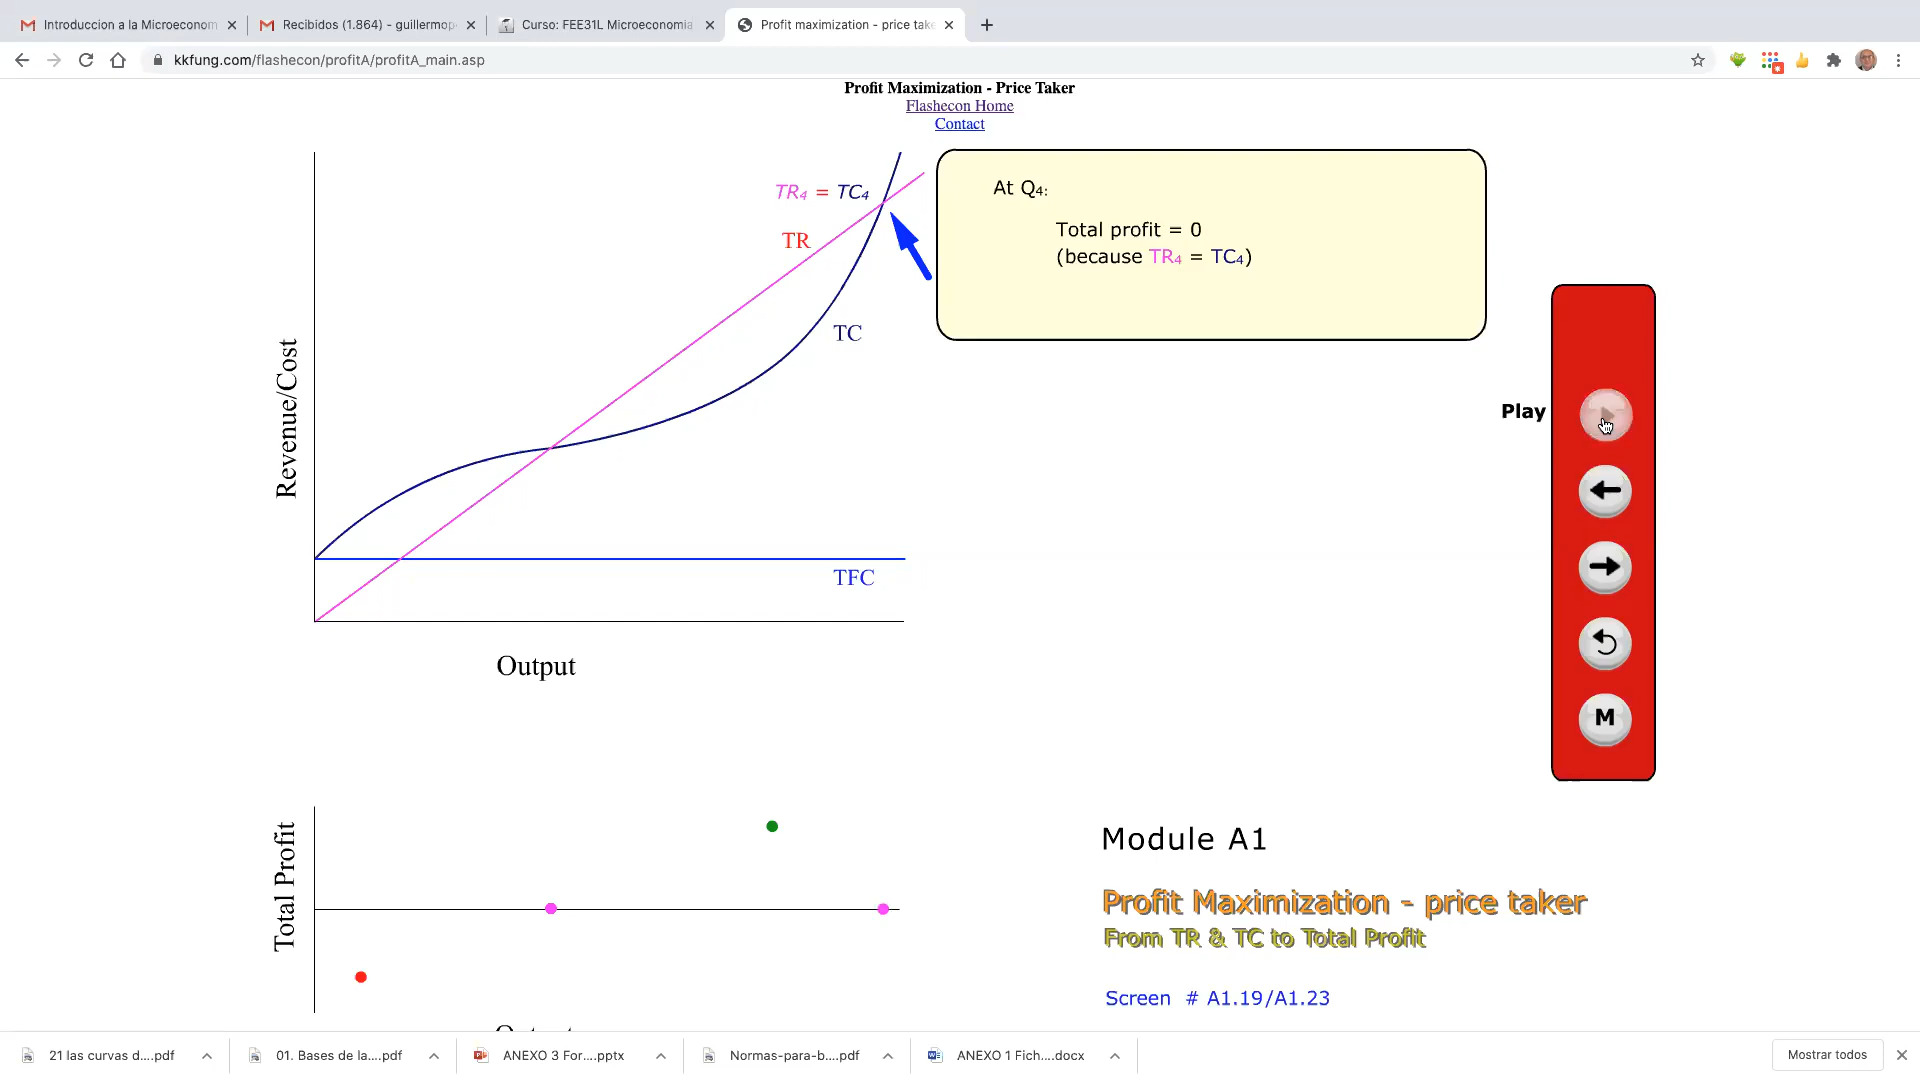 Introduccion a la Microeconom
Recibidos (1.864) - guillermop
Curso: FEE31L Microeconomia
Profit maximization - price take
kkfung.com/flashecon/profitA/profitA_main.asp
Profit Maximization - Price Taker
Flashecon Home
Contact
TR4 = TC4
TR
TC
TFC
Revenue/Cost
Output
At Q4:
Total profit = 0
(because TR4 = TC4)
Play
M
Total Profit
Module A1
Profit Maximization - price taker
From TR & TC to Total Profit
Screen # A1.19/A1.23
21 las curvas d....pdf
01. Bases de la....pdf
ANEXO 3 For....pptx
Normas-para-b....pdf
ANEXO 1 Fich....docx
Mostrar todos